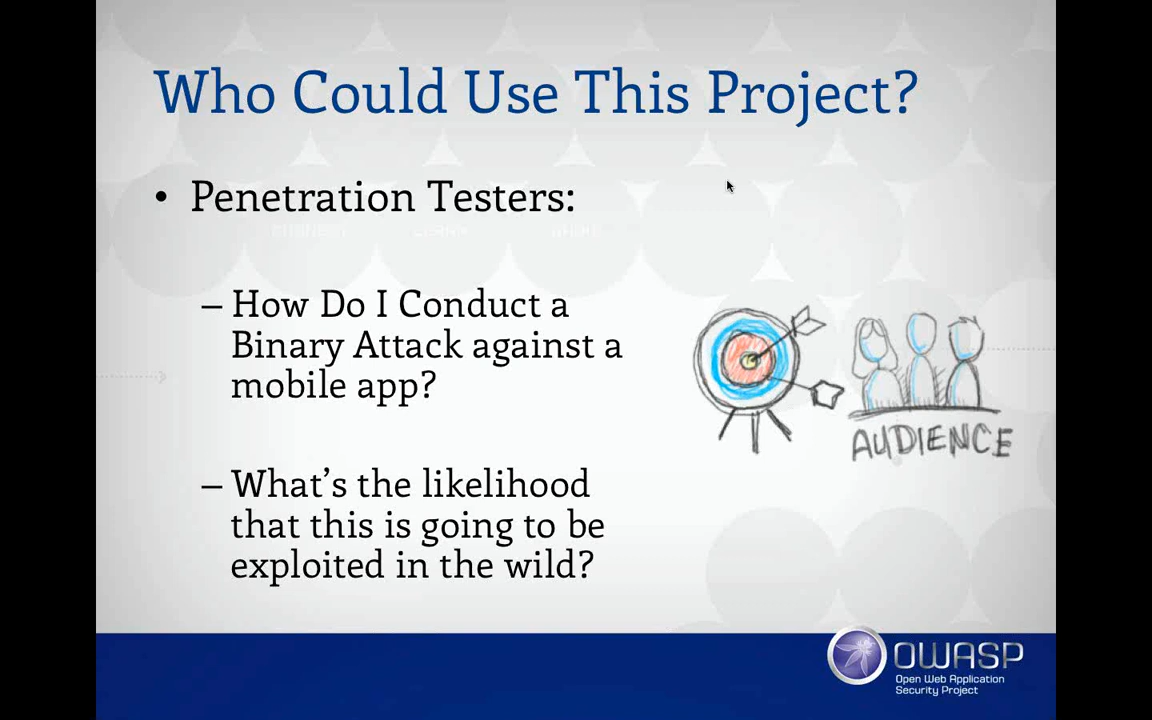 Who Could Use This Project?
• Penetration Testers:
– How Do I Conduct a
Binary Attack against a
mobile app?
– What's the likelihood
that this is going to be
exploited in the wild?
AUDIENCE
OWASP
Open Web Application
Security Project